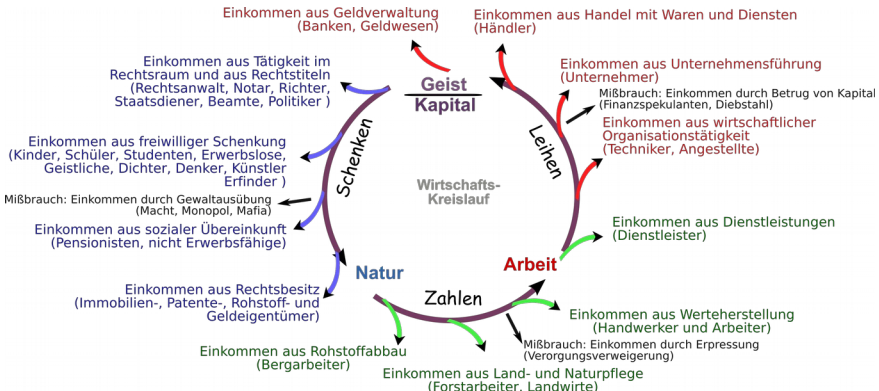 Einkommen aus Geldverwaltung
(Banken, Geldwesen)
Einkommen aus Handel mit Waren und Diensten
(Händler)
Einkommen aus Tätigkeit im
Rechtsraum und aus Rechtstiteln
(Rechtsanwalt, Notar, Richter,
Staatsdiener, Beamte, Politiker )
Geist
Kapital
Einkommen aus Unternehmensführung
(Unternehmer)
Mißbrauch: Einkommen durch Betrug von Kapital
(Finzspekulanten, Diebstahl)
Einkommen aus wirtschaftlicher
Organisationstätigkeit
(Techniker, Angestellte)
Schenken
Leihen
Einkommen aus freiwilliger Schenkung
(Kinder, Schüler, Studenten, Erwerbslose,
Geistliche, Dichter, Denker, Künstler
Erfinder )
Mißbrauch: Einkommen durch Gewaltausübung
(Macht, Monopol, Mafia)
Wirtschafts-
Kreislauf
Einkommen aus sozialer Übereinkunft
(Pensionisten, nicht Erwerbsfähige)
Einkommen aus Dienstleistungen
(Dienstleister)
Natur
Arbeit
Zahlen
Einkommen aus Rechtsbesitz
(Immobilien-, Patente-, Rohstoff- und
Geldeigentümer)
Einkommen aus Werteherstellung
(Handwerker und Arbeiter)
Mißbrauch: Einkommen durch Erpressung
(Verorgungsverweigerung)
Einkommen aus Rohstoffabbau
(Bergarbeiter)
Einkommen aus Land- und Naturpflege
(Forstarbeiter, Landwirte)